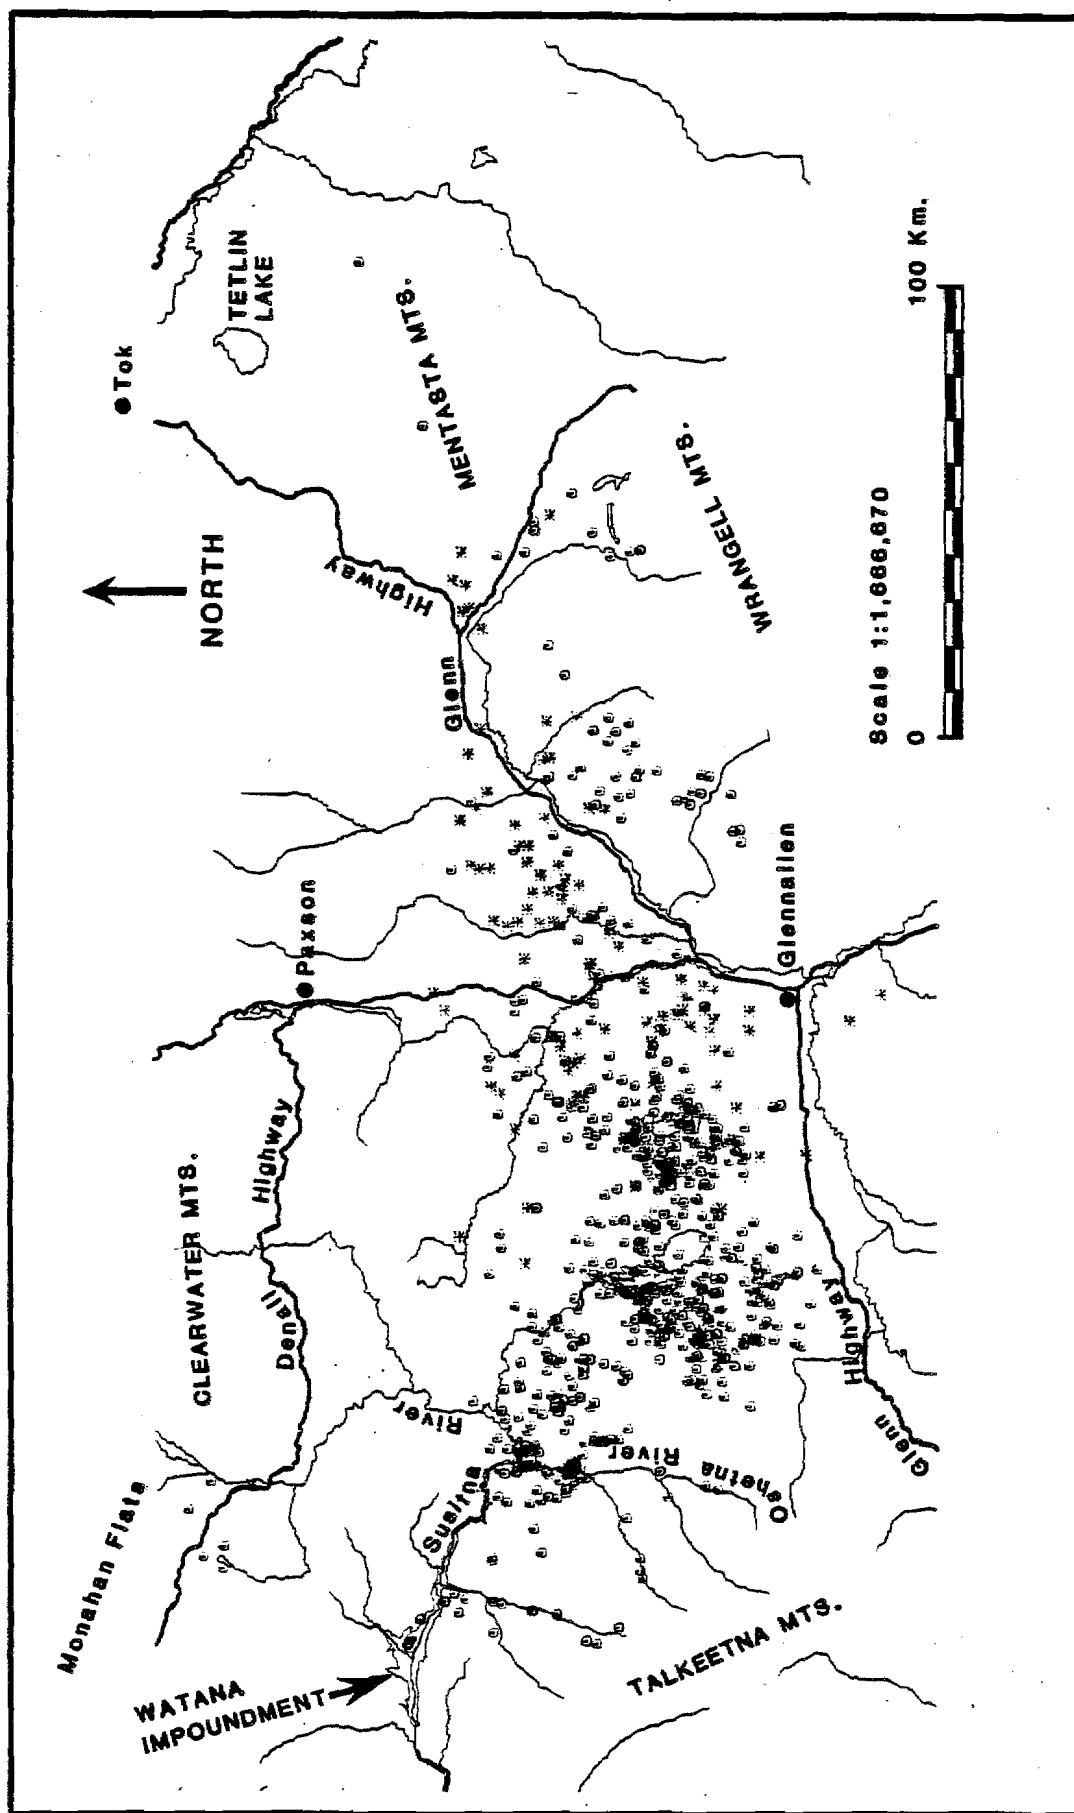 Tok
TETLIN
LAKE
NORTH
MENTASTA MTS.
Highway
Glenn
WRANGELL MTS.
Paxson
Glennallen
Scale 1:1,666,670
0
100 Km.
CLEARWATER MTS.
Highway
Denali
Monahan Flats
River
Susitna
River
Oshetna
Highway
Glenn
WATANA
IMPOUNDMENT
TALKEETNA MTS.